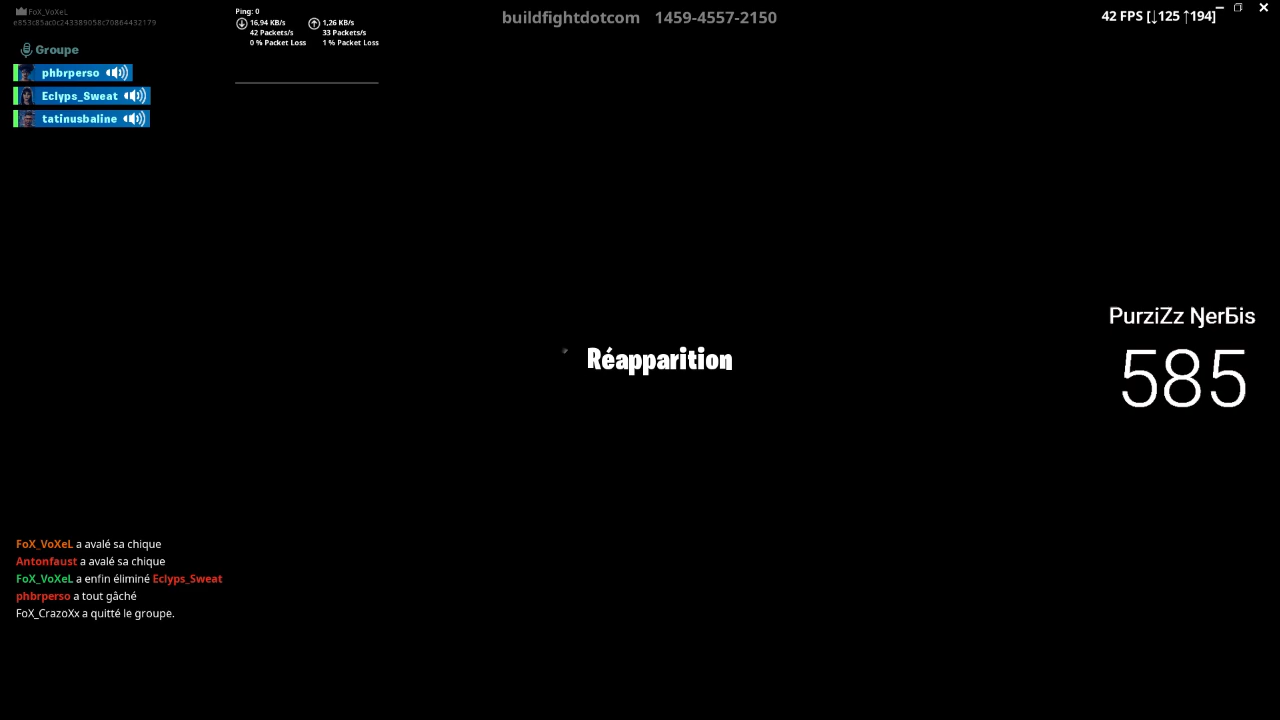 FoX_VoXeL
e853c85ac0c243389058c70864432179
Groupe
phbrperso
Eclyps_Sweat
tatinusbaline
Ping: 0
16,94 KB/s 1,26 KB/s
42 Packets/s 33 Packets/s
0 % Packet Loss 1 % Packet Loss
buildfightdotcom 1459-4557-2150
42 FPS [↓125 ↑194]
PurziZz ŊerƂis
585
Réapparition
FoX_VoXeL a avalé sa chique
Antonfaust a avalé sa chique
FoX_VoXeL a enfin éliminé Eclyps_Sweat
phbrperso a tout gâché
FoX_CrazoXx a quitté le groupe.